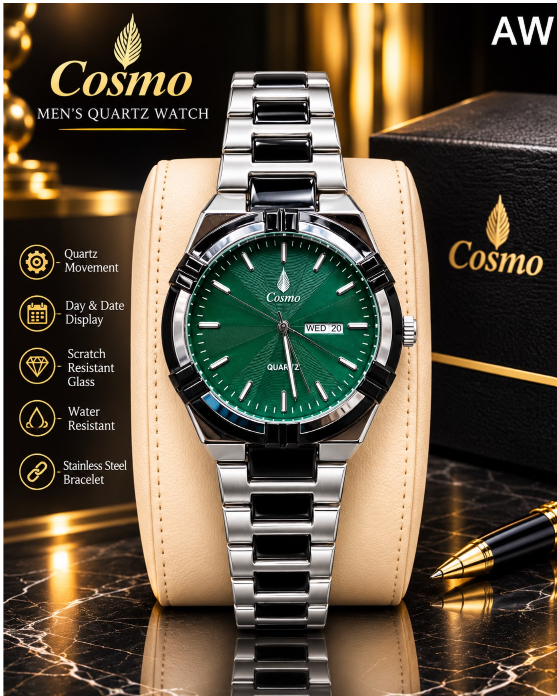 AW
Cosmo
MEN'S QUARTZ WATCH
Quartz
Movement
Day & Date
Display
Scratch
Resistant
Glass
Water
Resistant
Stainless Steel
Bracelet
Cosmo
WED 20
QUARTZ
Cosmo